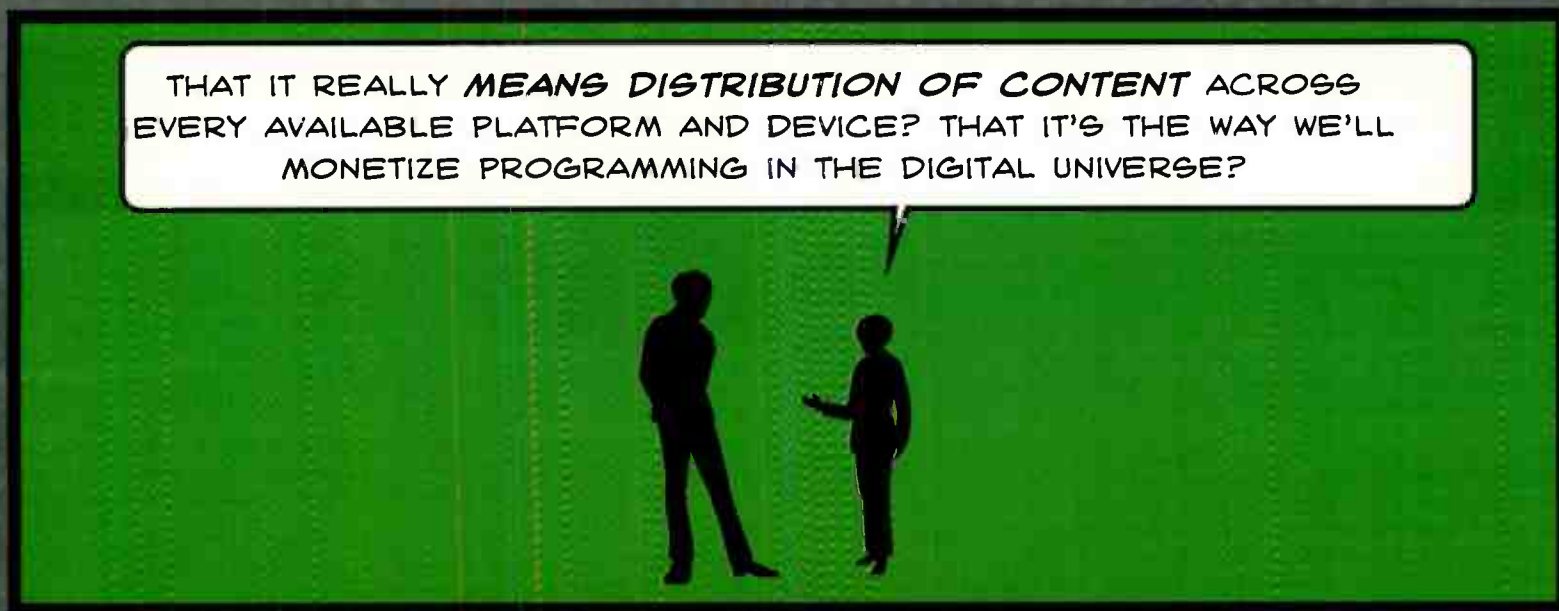 THAT IT REALLY MEANS DISTRIBUTION OF CONTENT ACROSS
EVERY AVAILABLE PLATFORM AND DEVICE? THAT IT'S THE WAY WE'LL
MONETIZE PROGRAMMING IN THE DIGITAL UNIVERSE?